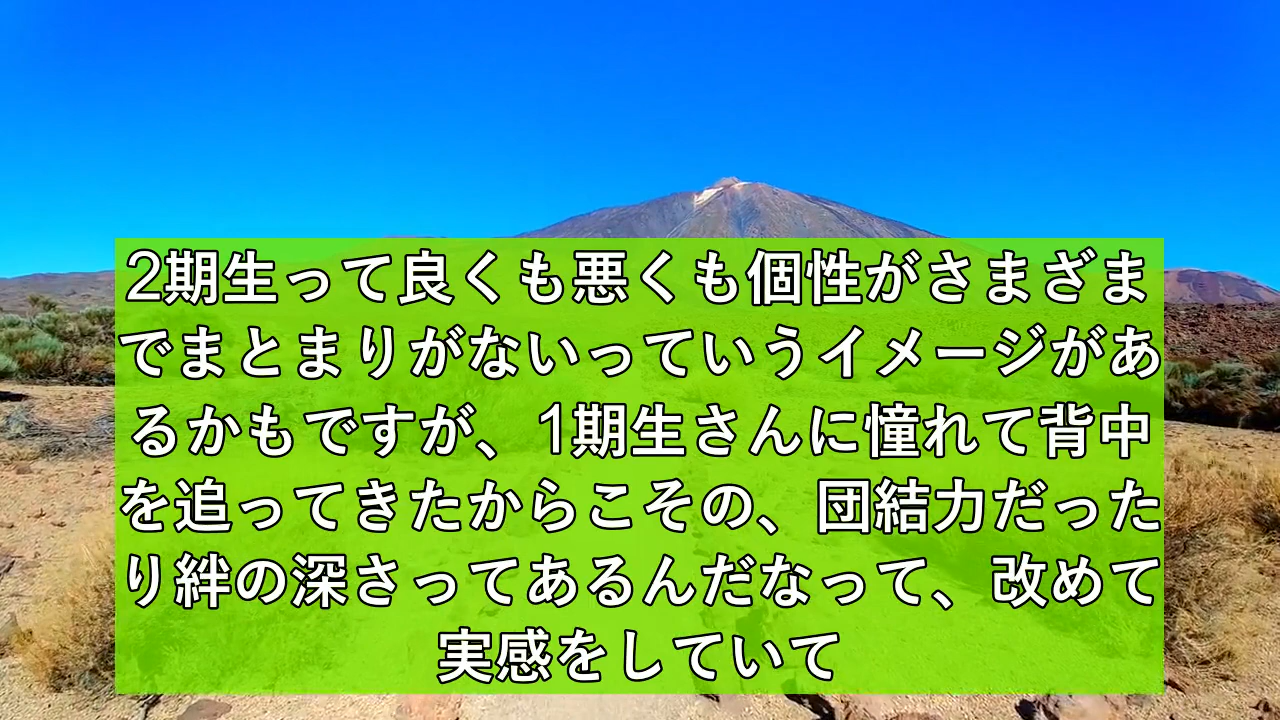 2期生って良くも悪くも個性がさまざま
でまとまりがないっていうイメージがあ
るかもですが、1期生さんに憧れて背中
を追ってきたからこその、団結力だった
り絆の深さってあるんだなって、改めて
実感をしていて